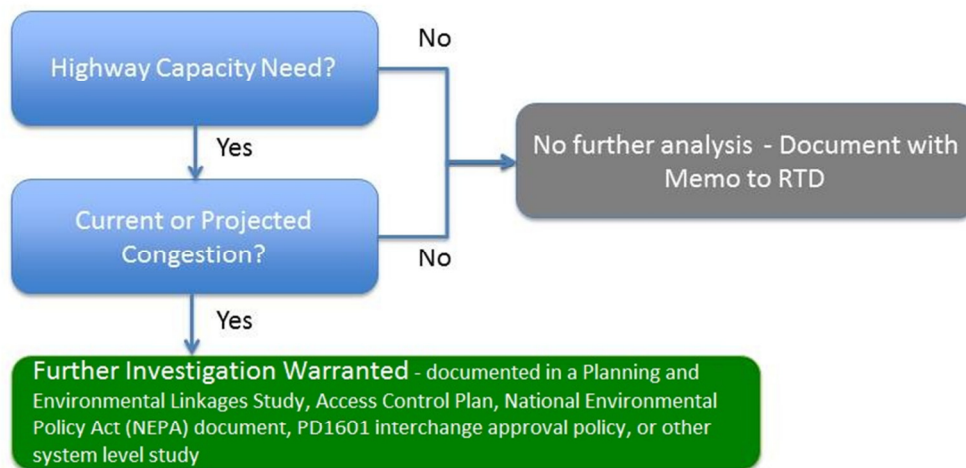 Highway Capacity Need?
No
Yes
No further analysis - Document with
Memo to RTD
Current or Projected
Congestion?
No
Yes
Further Investigation Warranted - documented in a Planning and
Environmental Linkages Study, Access Control Plan, National Environmental
Policy Act (NEPA) document, PD1601 interchange approval policy, or other
system level study